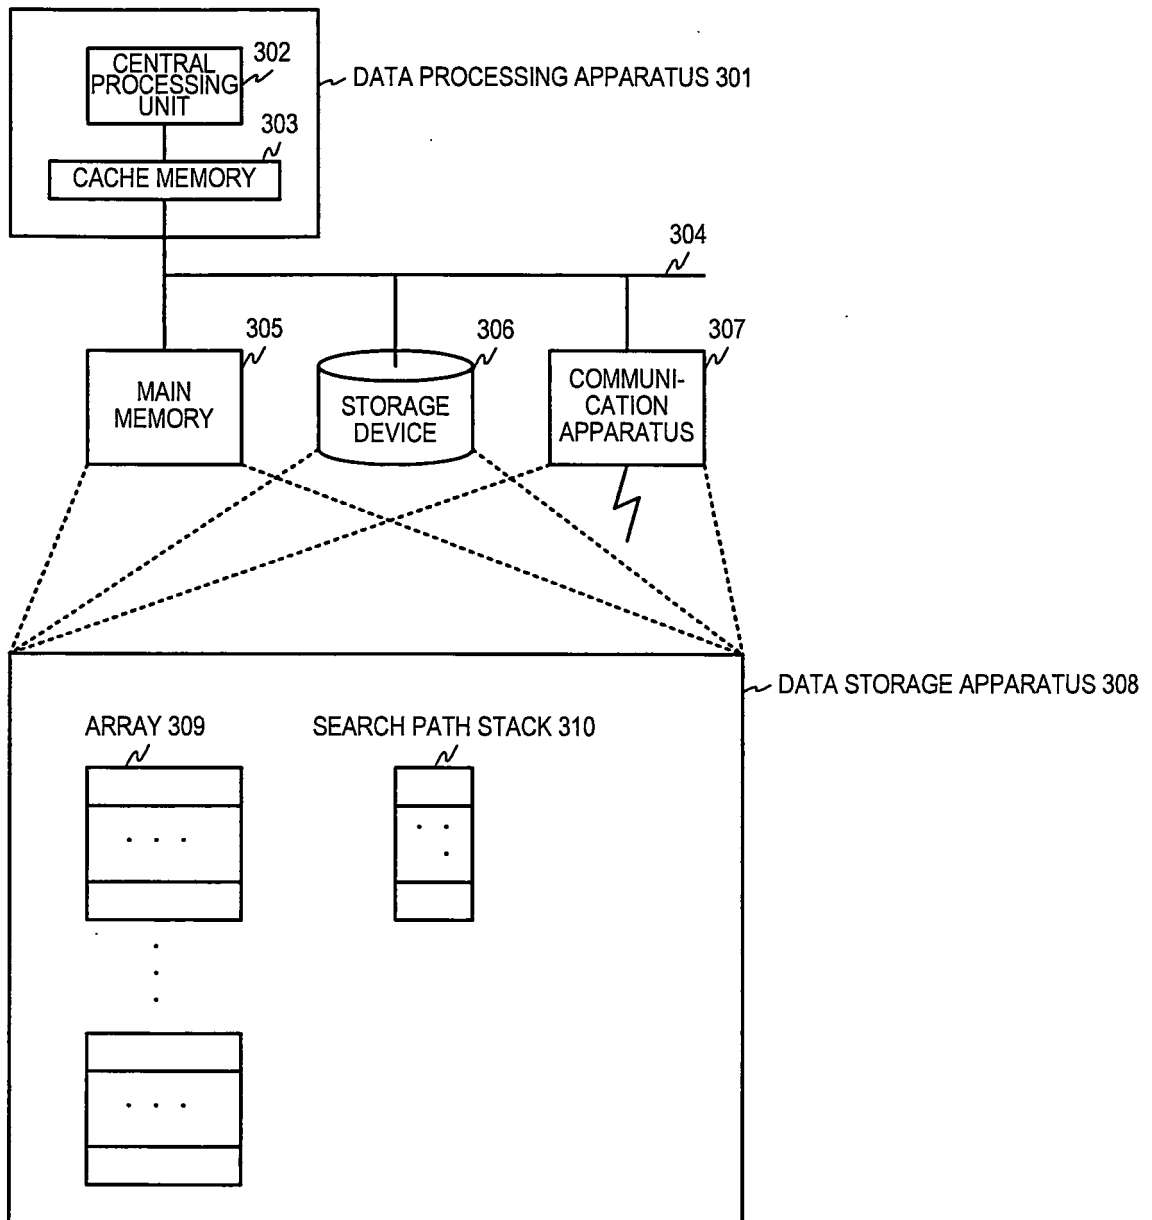 302
CENTRAL
PROCESSING
UNIT
DATA PROCESSING APPARATUS 301
303
CACHE MEMORY
304
305
306
307
MAIN
MEMORY
STORAGE
DEVICE
COMMUNI-
CATION
APPARATUS
DATA STORAGE APPARATUS 308
ARRAY 309
SEARCH PATH STACK 310